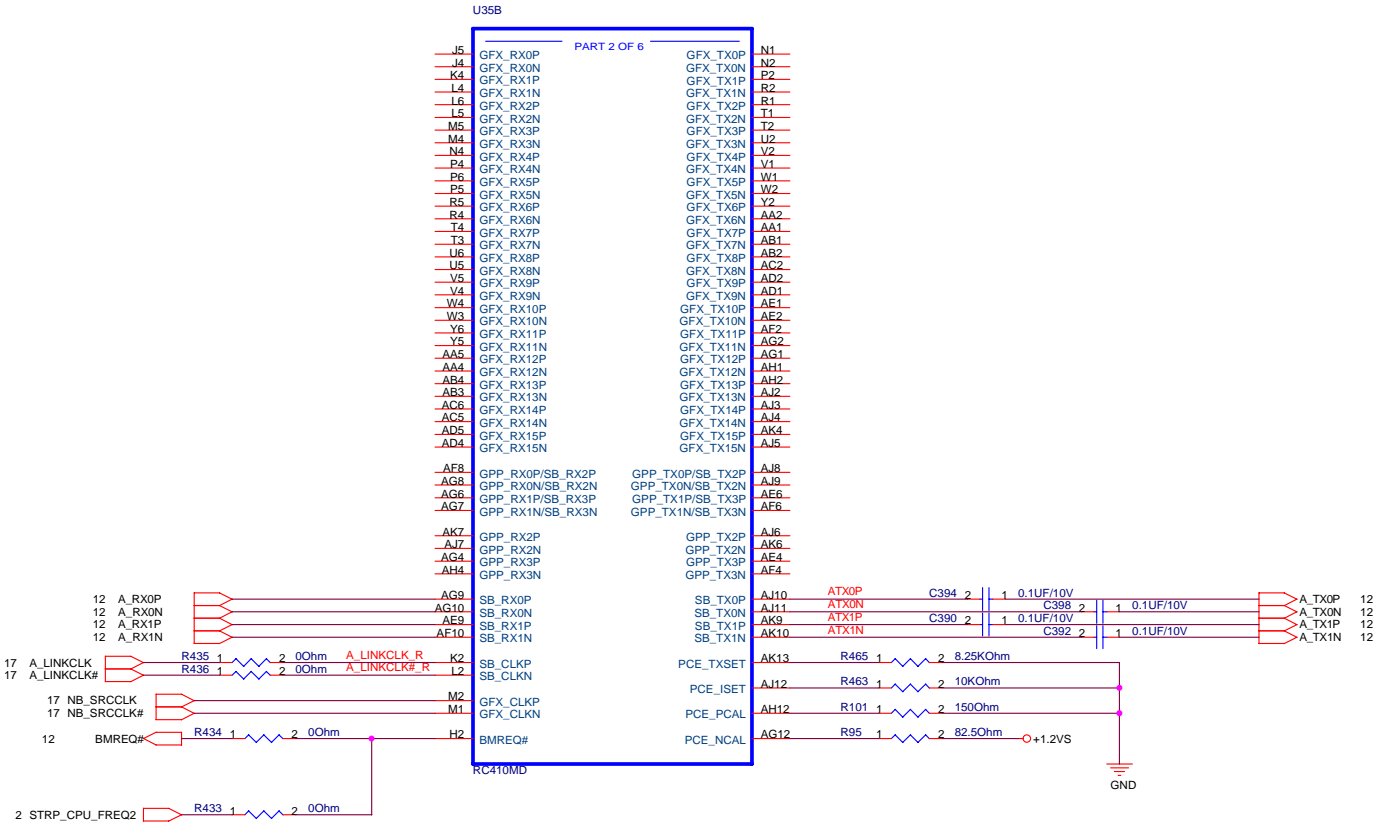 U35B
PART 2 OF 6
J5 GFX_RX0P GFX_TX0P N1
J4 GFX_RX0N GFX_TX0N N2
K4 GFX_RX1P GFX_TX1P P2
L4 GFX_RX1N GFX_TX1N R2
L6 GFX_RX2P GFX_TX2P R1
L5 GFX_RX2N GFX_TX2N T1
M5 GFX_RX3P GFX_TX3P T2
M4 GFX_RX3N GFX_TX3N U2
N4 GFX_RX4P GFX_TX4P V2
P4 GFX_RX4N GFX_TX4N V1
P6 GFX_RX5P GFX_TX5P W1
P5 GFX_RX5N GFX_TX5N W2
R5 GFX_RX6P GFX_TX6P Y2
R4 GFX_RX6N GFX_TX6N AA2
T4 GFX_RX7P GFX_TX7P AA1
T3 GFX_RX7N GFX_TX7N AB1
U6 GFX_RX8P GFX_TX8P AB2
U5 GFX_RX8N GFX_TX8N AC2
V5 GFX_RX9P GFX_TX9P AD2
V4 GFX_RX9N GFX_TX9N AD1
W4 GFX_RX10P GFX_TX10P AE1
W3 GFX_RX10N GFX_TX10N AE2
Y6 GFX_RX11P GFX_TX11P AF2
Y5 GFX_RX11N GFX_TX11N AG2
AA5 GFX_RX12P GFX_TX12P AG1
AA4 GFX_RX12N GFX_TX12N AH1
AB4 GFX_RX13P GFX_TX13P AH2
AB3 GFX_RX13N GFX_TX13N AJ2
AC6 GFX_RX14P GFX_TX14P AJ3
AC5 GFX_RX14N GFX_TX14N AJ4
AD5 GFX_RX15P GFX_TX15P AK4
AD4 GFX_RX15N GFX_TX15N AJ5
AF8 GPP_RX0P/SB_RX2P GPP_TX0P/SB_TX2P AJ8
AG8 GPP_RX0N/SB_RX2N GPP_TX0N/SB_TX2N AJ9
AG6 GPP_RX1P/SB_RX3P GPP_TX1P/SB_TX3P AE6
AG7 GPP_RX1N/SB_RX3N GPP_TX1N/SB_TX3N AF6
AK7 GPP_RX2P GPP_TX2P AJ6
AJ7 GPP_RX2N GPP_TX2N AK6
AG4 GPP_RX3P GPP_TX3P AE4
AH4 GPP_RX3N GPP_TX3N AF4
12 A_RX0P AG9 SB_RX0P SB_TX0P AJ10 ATX0P C394 2 1 0.1UF/10V A_TX0P 12
12 A_RX0N AG10 SB_RX0N SB_TX0N AJ11 ATX0N C398 2 1 0.1UF/10V A_TX0N 12
12 A_RX1P AE9 SB_RX1P SB_TX1P AK9 ATX1P C390 2 1 0.1UF/10V A_TX1P 12
12 A_RX1N AF10 SB_RX1N SB_TX1N AK10 ATX1N C392 2 1 0.1UF/10V A_TX1N 12
17 A_LINKCLK R435 1 2 0Ohm A_LINKCLK_R K2 SB_CLKP PCE_TXSET AK13 R465 1 2 8.25KOhm
17 A_LINKCLK# R436 1 2 0Ohm A_LINKCLK#_R L2 SB_CLKN
PCE_ISET AJ12 R463 1 2 10KOhm
17 NB_SRCCLK M2 GFX_CLKP
17 NB_SRCCLK# M1 GFX_CLKN PCE_PCAL AH12 R101 1 2 150Ohm
12 BMREQ# R434 1 2 0Ohm H2 BMREQ# PCE_NCAL AG12 R95 1 2 82.5Ohm +1.2VS
RC410MD
GND
2 STRP_CPU_FREQ2 R433 1 2 0Ohm